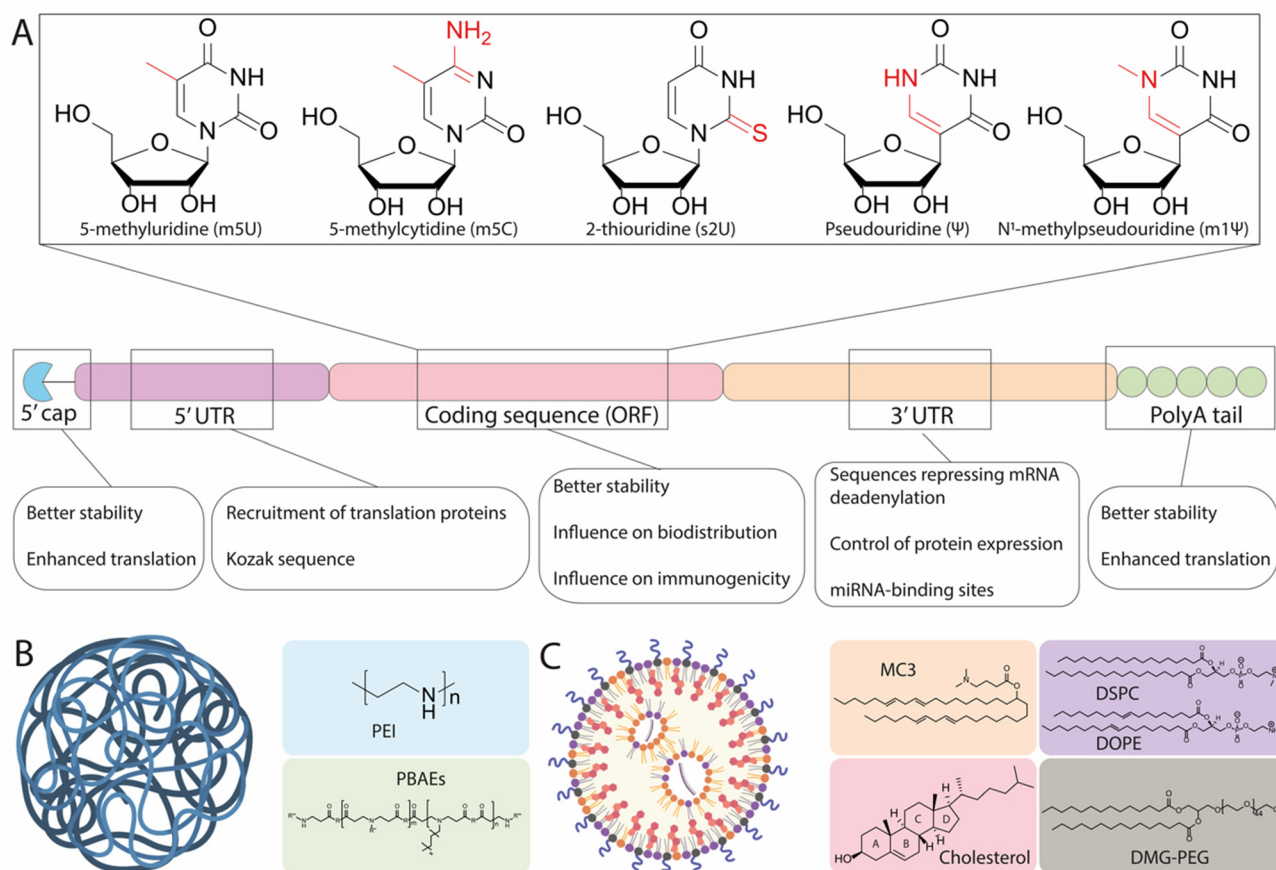 A
O
NH
N
O
HO
O
OH OH
5-methyluridine (m5U)
NH₂
N
N
O
HO
O
OH OH
5-methylcytidine (m5C)
O
NH
N
S
HO
O
OH OH
2-thiouridine (s2U)
O
HN
NH
O
HO
O
OH OH
Pseudouridine (Ψ)
O
N
NH
O
HO
O
OH OH
N¹-methylpseudouridine (m1Ψ)
5' cap
5' UTR
Coding sequence (ORF)
3' UTR
PolyA tail
Better stability
Enhanced translation
Recruitment of translation proteins
Kozak sequence
Better stability
Influence on biodistribution
Influence on immunogenicity
Sequences repressing mRNA
deadenylation
Control of protein expression
miRNA-binding sites
Better stability
Enhanced translation
B
N
H
n
PEI
PBAEs
C
MC3
N
O
O
DSPC
DOPE
H
H
H
H
A
B
C
D
HO
Cholesterol
O
O
O
O
O
44
DMG-PEG